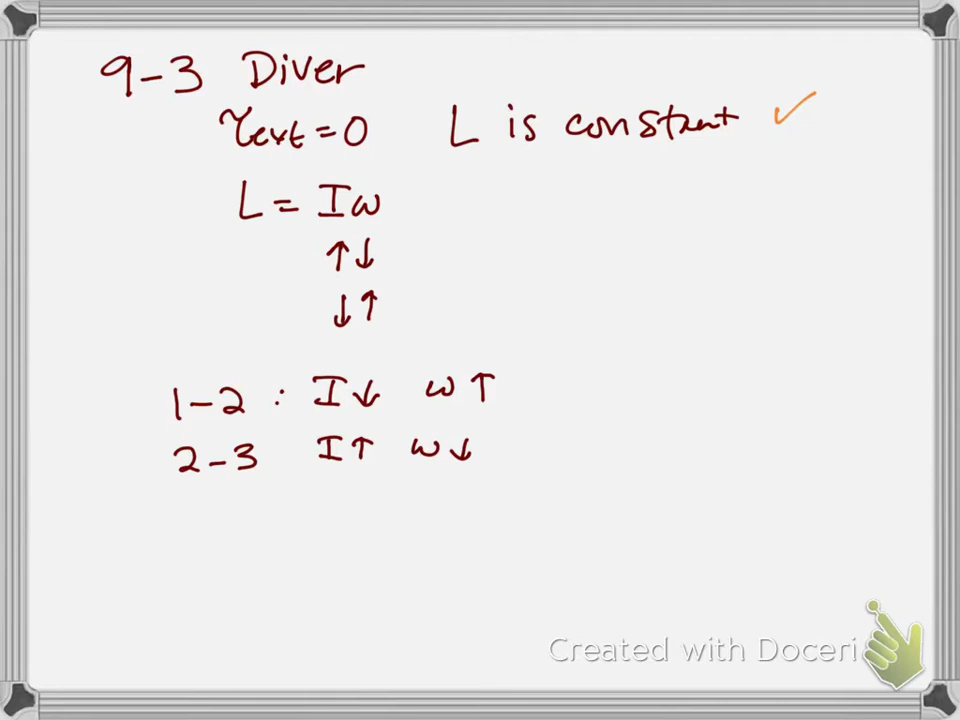 9-3 Diver
τext = 0 L is constant ✓
L = Iω
↑↓
↓↑
1-2 : I↓ ω↑
2-3 I↑ ω↓
Created with Doceri